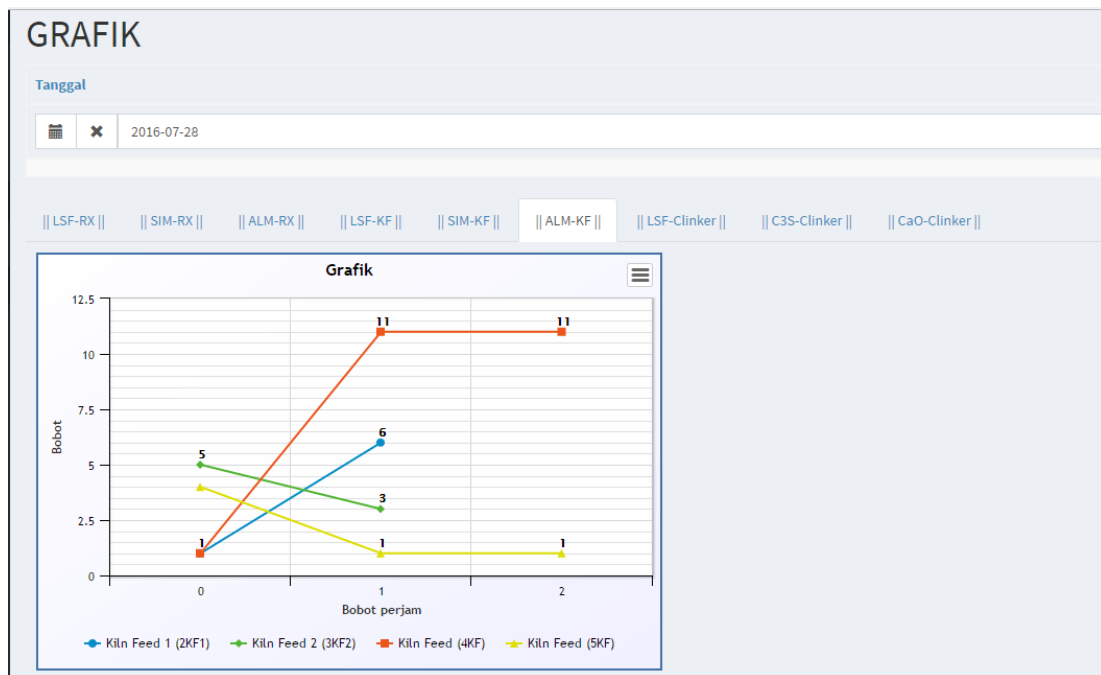 GRAFIK
Tanggal
2016-07-28
|| LSF-RX || || SIM-RX || || ALM-RX || || LSF-KF || || SIM-KF || || ALM-KF || || LSF-Clinker || || C3S-Clinker || || CaO-Clinker ||
Grafik
12.5
11 11
10
7.5
6
5
5
3
2.5
1 1 1
0
Bobot
0 1 2
Bobot perjam
Kiln Feed 1 (2KF1) Kiln Feed 2 (3KF2) Kiln Feed (4KF) Kiln Feed (5KF)